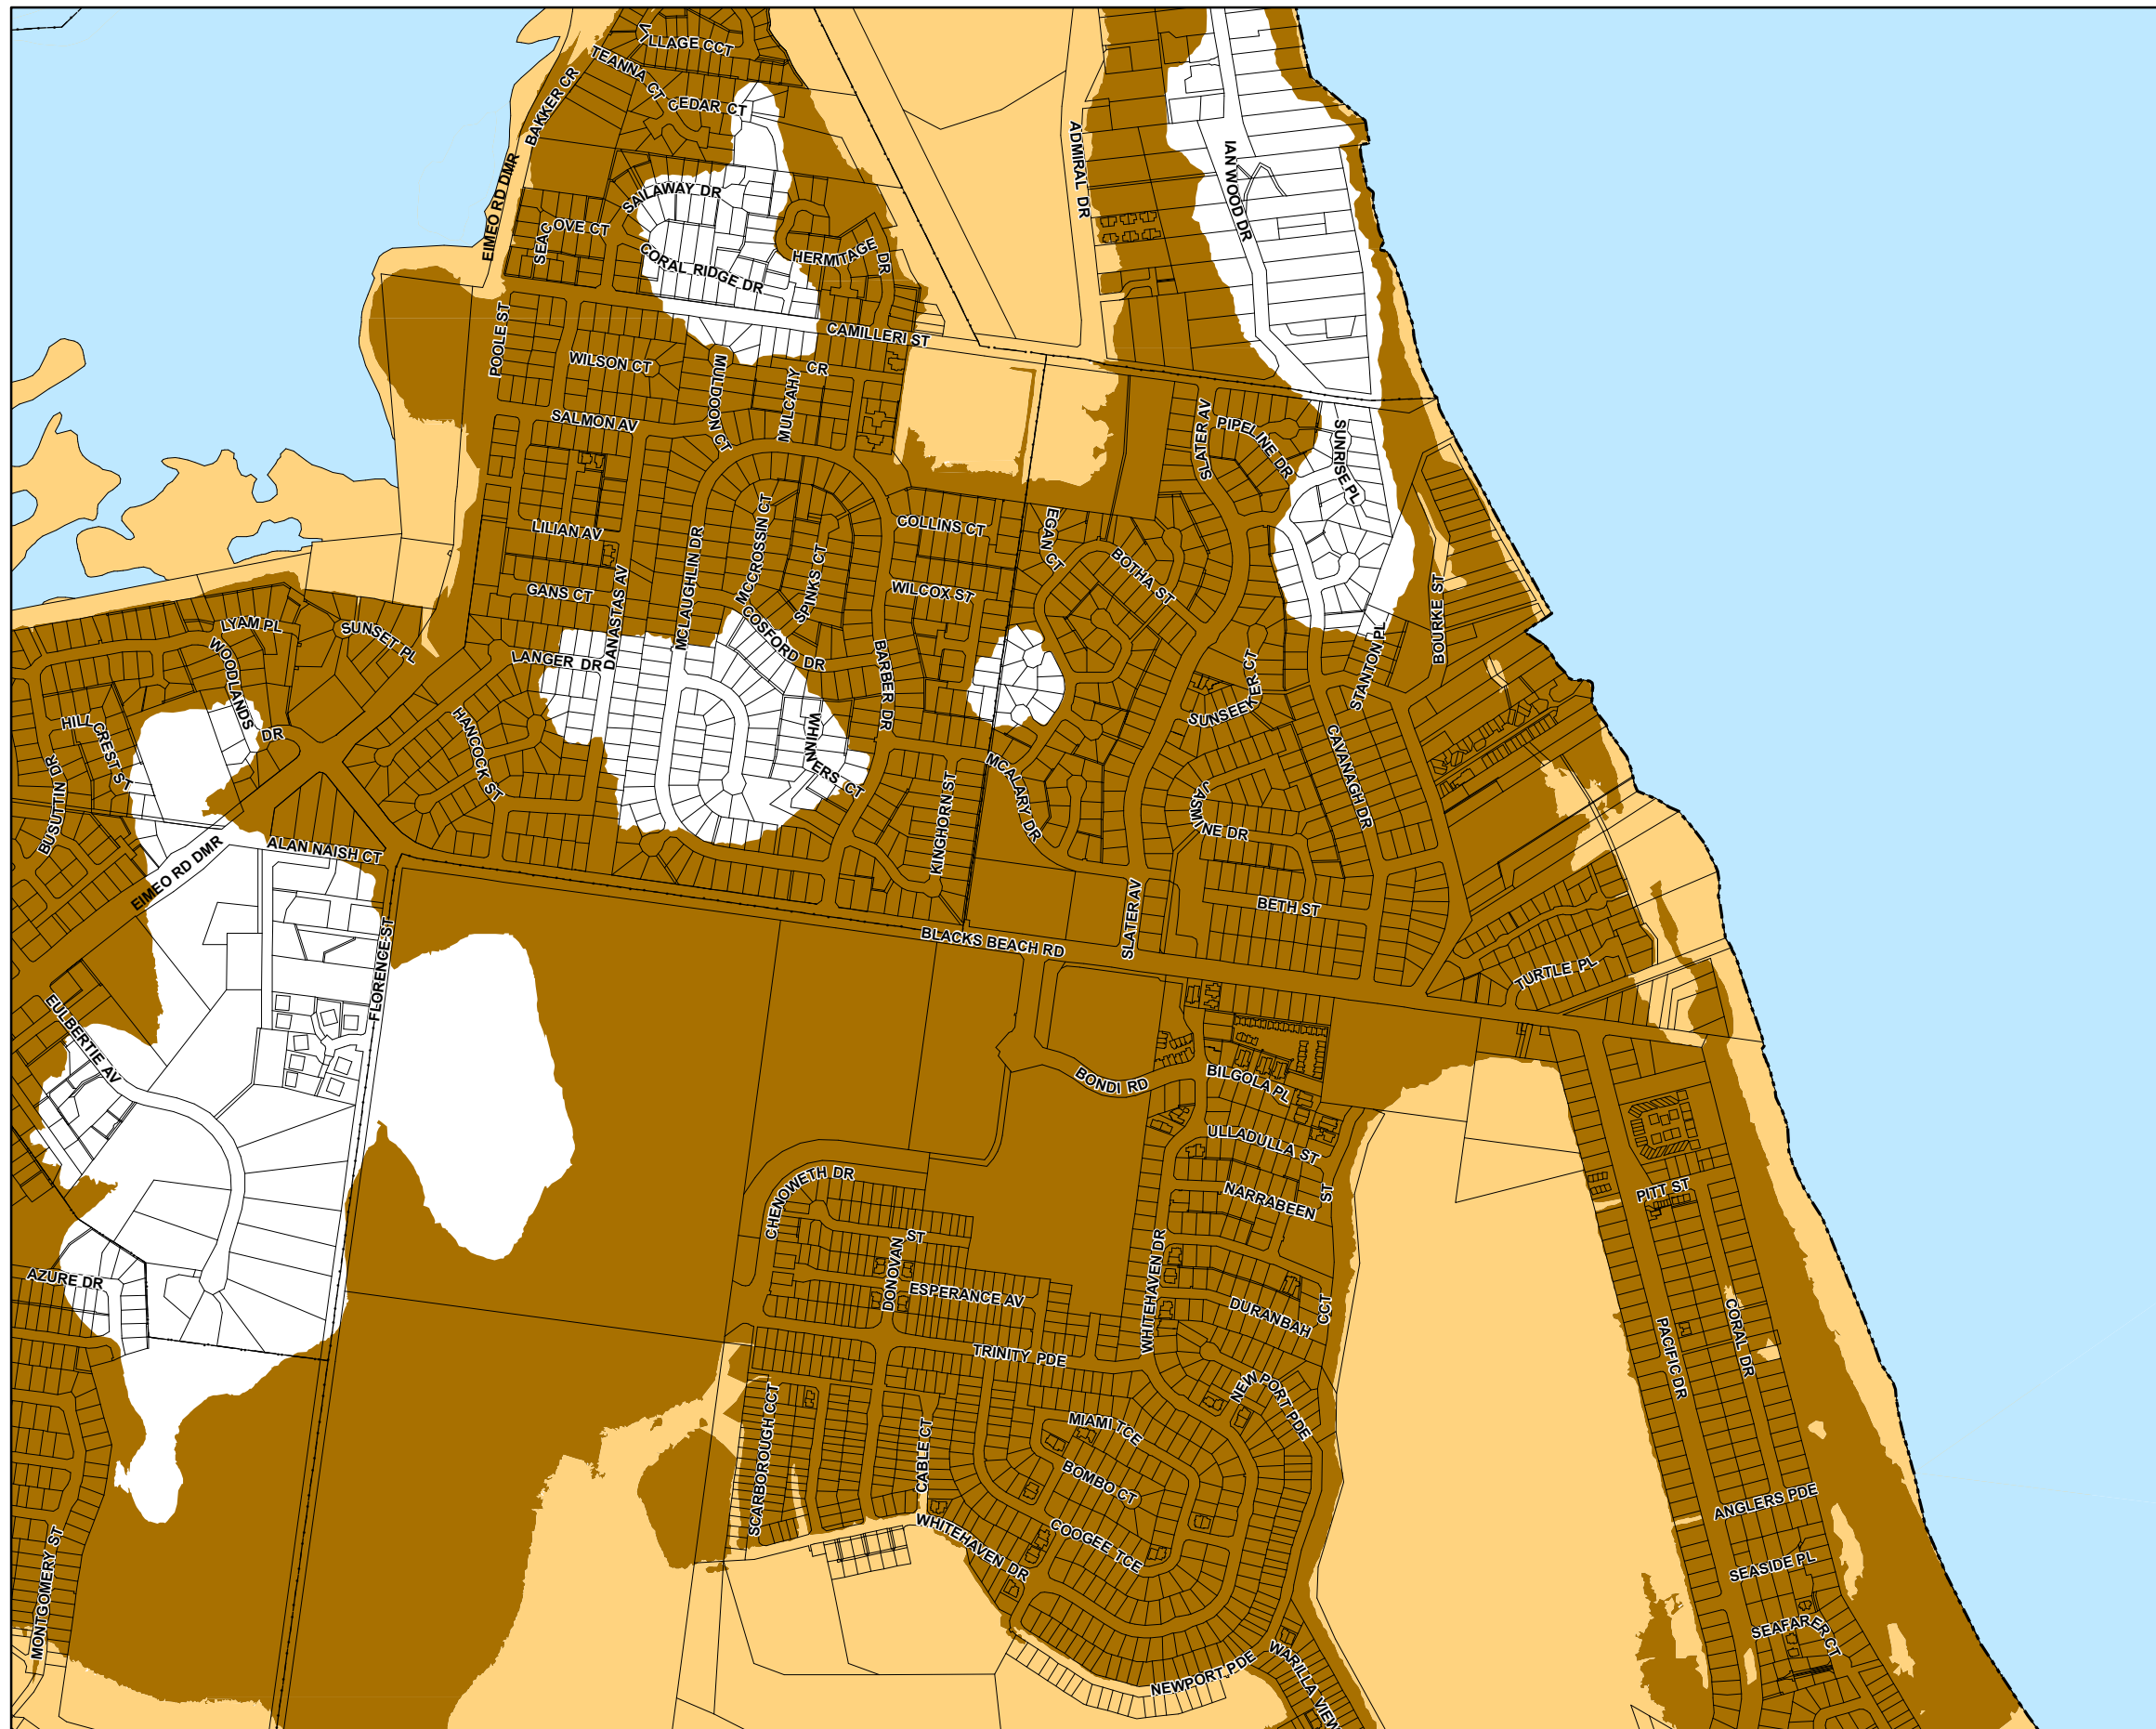 VILLAGE CCT
TEANNA CT
CEDAR CT
BAKKER CR
ADMIRAL DR
IAN WOOD DR
EIMEO RD DMR
SAILAWAY DR
SEACOVE CT
HERMITAGE DR
CORAL RIDGE DR
POOLE ST
CAMILLERI ST
WILSON CT
MULDOON CT
MULCAHY CR
SALMON AV
SLATER AV
PIPELINE DR
SUNRISE PL
LILIAN AV
MCLAUGHLIN DR
MCCROSSIN CT
SPINKS CT
COLLINS CT
EGAN CT
BOTHA ST
GANS CT
DANASTAS AV
WILCOX ST
BOURKE ST
LYAM PL
SUNSET PL
WOODLANDS DR
LANGER DR
COSFORD DR
BARBER DR
STANTON PL
SUNSEEKER CT
HILLCREST ST
HANCOCK ST
WHINNERS CT
CAVANAGH DR
BUSUTTIN DR
MCALARY DR
KINGHORN ST
JASMINE DR
ALAN NAISH CT
EIMEO RD DMR
BETH ST
SLATER AV
BLACKS BEACH RD
FLORENCE ST
TURTLE PL
EULBERTIE AV
BONDI RD
BILGOLA PL
ULLADULLA ST
CHENOWETH DR
NARRABEEN ST
PITT ST
DONOVAN ST
WHITEHAVEN DR
AZURE DR
ESPERANCE AV
DURANBAH CCT
CORAL DR
PACIFIC DR
TRINITY PDE
NEWPORT PDE
SCARBOROUGH CCT
MIAMI TCE
CABLE CT
BOMBO CT
ANGLERS PDE
WHITEHAVEN DR
COOGEE TCE
SEASIDE PL
MONTGOMERY ST
SEAFARER CT
NEWPORT PDE
WARILLA VIEW